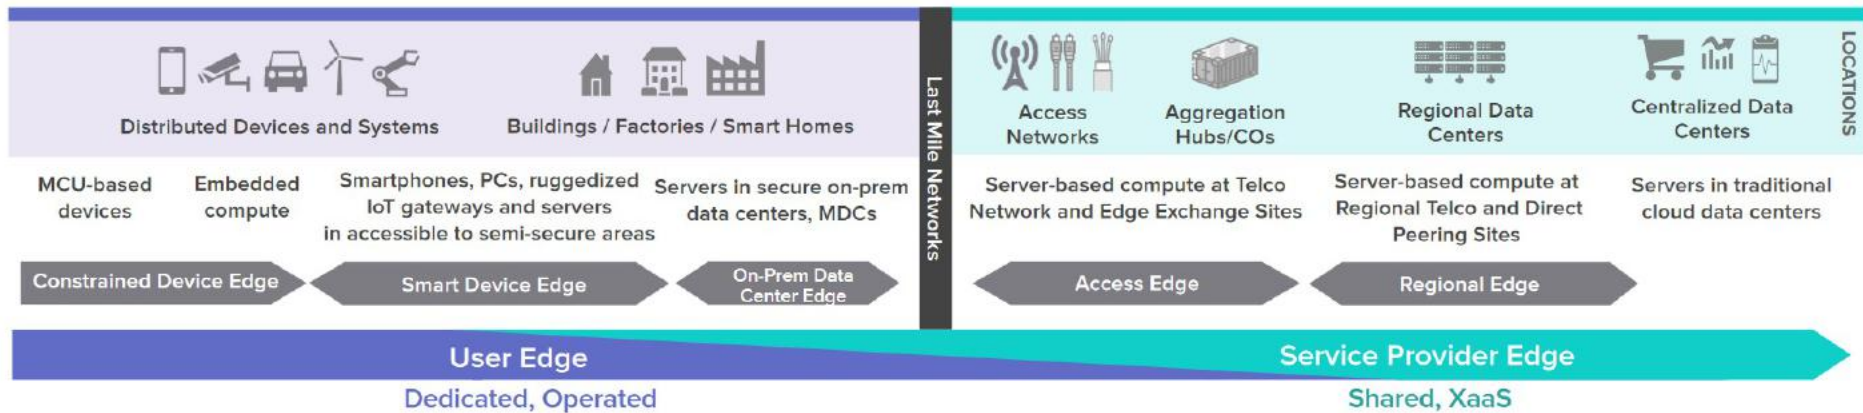 Distributed Devices and Systems
Buildings / Factories / Smart Homes
Last Mile Networks
Access
Networks
Aggregation
Hubs/COs
Regional Data
Centers
Centralized Data
Centers
LOCATIONS
MCU-based
devices
Embedded
compute
Smartphones, PCs, ruggedized
IoT gateways and servers
in accessible to semi-secure areas
Servers in secure on-prem
data centers, MDCs
Server-based compute at Telco
Network and Edge Exchange Sites
Server-based compute at
Regional Telco and Direct
Peering Sites
Servers in traditional
cloud data centers
Constrained Device Edge
Smart Device Edge
On-Prem Data
Center Edge
Access Edge
Regional Edge
User Edge
Service Provider Edge
Dedicated, Operated
Shared, XaaS